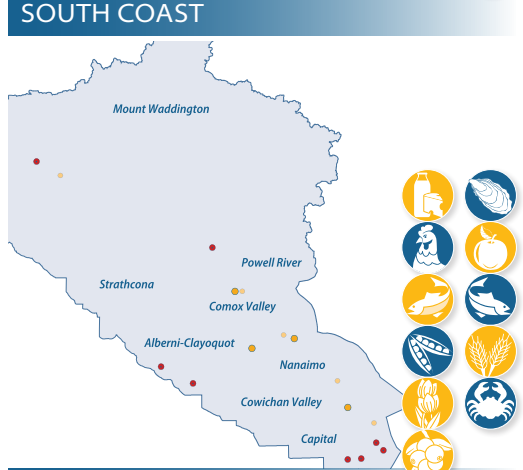 SOUTH COAST
Mount Waddington
Powell River
Strathcona
Comox Valley
Alberni-Clayoquot
Nanaimo
Cowichan Valley
Capital